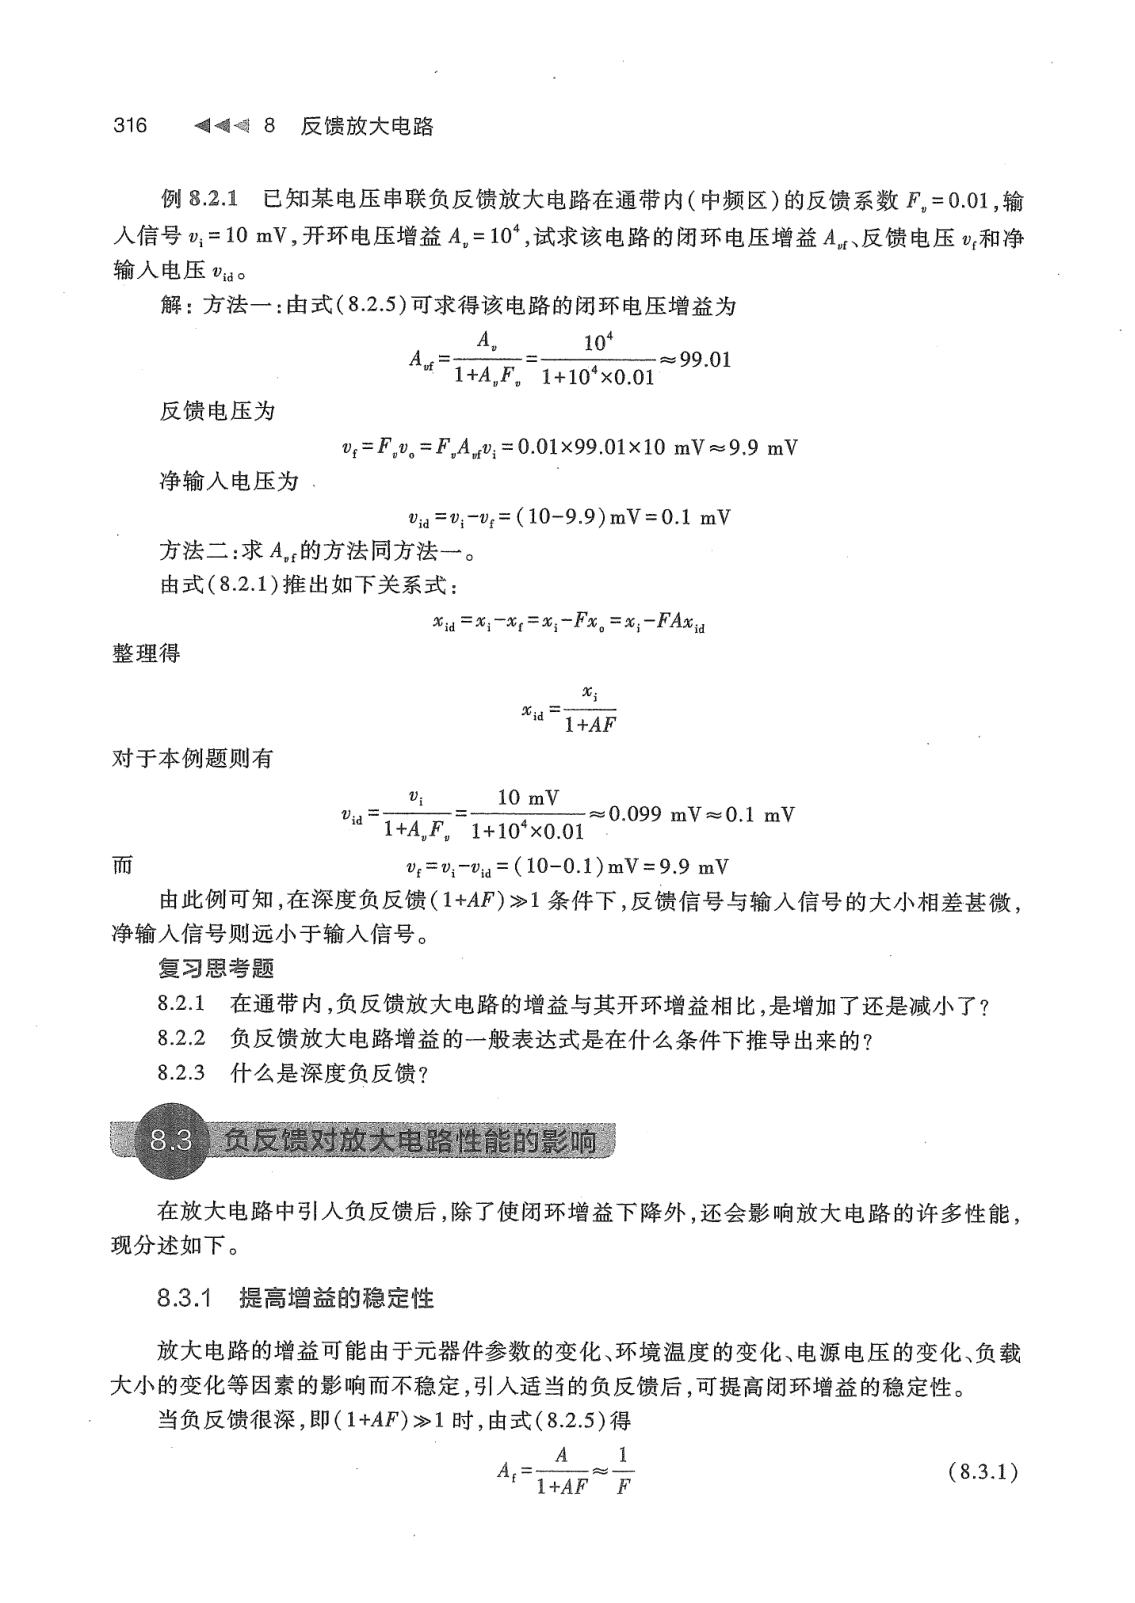 316 ◀◀◀ 8 反馈放大电路
例 8.2.1 已知某电压串联负反馈放大电路在通带内(中频区)的反馈系数 Fᵥ=0.01,输
入信号 vᵢ=10 mV,开环电压增益 Aᵥ=10⁴,试求该电路的闭环电压增益 A_vf、反馈电压 v_f和净
输入电压 v_id。
解: 方法一:由式(8.2.5)可求得该电路的闭环电压增益为
A_vf = A_v/(1+A_vF_v) = 10⁴/(1+10⁴×0.01) ≈99.01
反馈电压为
v_f=F_vv_o=F_vA_vfv_i=0.01×99.01×10 mV≈9.9 mV
净输入电压为
v_id=v_i-v_f=(10-9.9)mV=0.1 mV
方法二:求 A_vf的方法同方法一。
由式(8.2.1)推出如下关系式:
x_id=x_i-x_f=x_i-Fx_o=x_i-FAx_id
整理得
x_id = x_i/(1+AF)
对于本例题则有
v_id = v_i/(1+A_vF_v) = 10 mV/(1+10⁴×0.01) ≈0.099 mV≈0.1 mV
而 v_f=v_i-v_id=(10-0.1)mV=9.9 mV
由此例可知,在深度负反馈(1+AF)≫1 条件下,反馈信号与输入信号的大小相差甚微,
净输入信号则远小于输入信号。
复习思考题
8.2.1 在通带内,负反馈放大电路的增益与其开环增益相比,是增加了还是减小了?
8.2.2 负反馈放大电路增益的一般表达式是在什么条件下推导出来的?
8.2.3 什么是深度负反馈?
8.3 负反馈对放大电路性能的影响
在放大电路中引入负反馈后,除了使闭环增益下降外,还会影响放大电路的许多性能,
现分述如下。
8.3.1 提高增益的稳定性
放大电路的增益可能由于元器件参数的变化、环境温度的变化、电源电压的变化、负载
大小的变化等因素的影响而不稳定,引入适当的负反馈后,可提高闭环增益的稳定性。
当负反馈很深,即(1+AF)≫1 时,由式(8.2.5)得
A_f = A/(1+AF) ≈ 1/F (8.3.1)